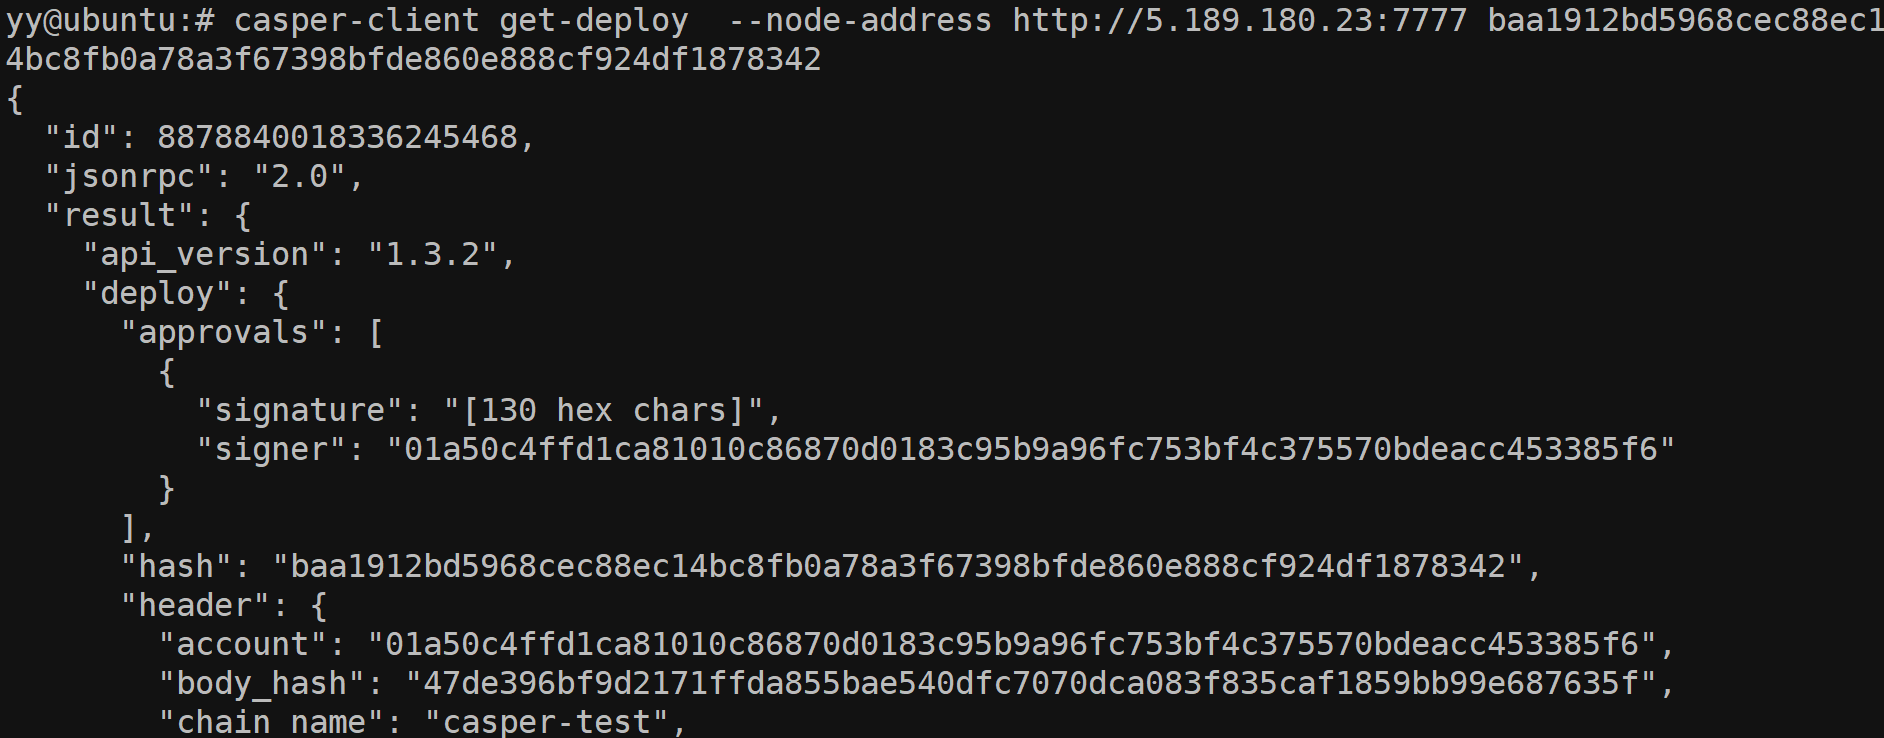 yy@ubuntu:# casper-client get-deploy  --node-address http://5.189.180.23:7777 baa1912bd5968cec88ec1
4bc8fb0a78a3f67398bfde860e888cf924df1878342
{
  "id": 8878840018336245468,
  "jsonrpc": "2.0",
  "result": {
    "api_version": "1.3.2",
    "deploy": {
      "approvals": [
        {
          "signature": "[130 hex chars]",
          "signer": "01a50c4ffd1ca81010c86870d0183c95b9a96fc753bf4c375570bdeacc453385f6"
        }
      ],
      "hash": "baa1912bd5968cec88ec14bc8fb0a78a3f67398bfde860e888cf924df1878342",
      "header": {
        "account": "01a50c4ffd1ca81010c86870d0183c95b9a96fc753bf4c375570bdeacc453385f6",
        "body_hash": "47de396bf9d2171ffda855bae540dfc7070dca083f835caf1859bb99e687635f",
        "chain_name": "casper-test",